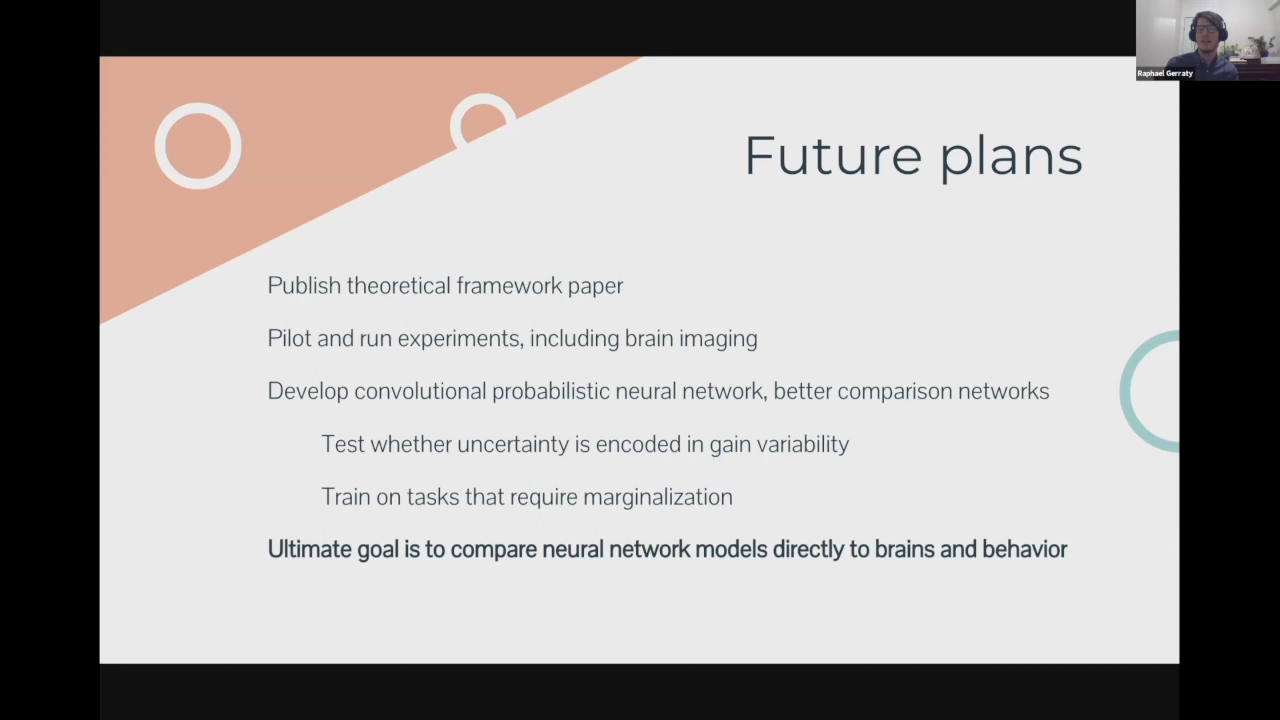 Raphael Gerraty
Future plans
Publish theoretical framework paper
Pilot and run experiments, including brain imaging
Develop convolutional probabilistic neural network, better comparison networks
Test whether uncertainty is encoded in gain variability
Train on tasks that require marginalization
Ultimate goal is to compare neural network models directly to brains and behavior